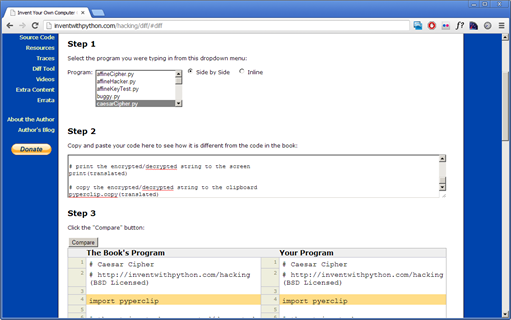 Invent Your Own Compute
inventwithpython.com/hacking/diff/#diff
Source Code
Resources
Traces
Diff Tool
Videos
Extra Content
Errata
About the Author
Author's Blog
Donate
Step 1
Select the program you were typing in from this dropdown menu:
Program:
affineCipher.py
affineHacker.py
affineKeyTest.py
buggy.py
caesarCipher.py
Side by Side
Inline
Step 2
Copy and paste your code here to see how it is different from the code in the book:
# print the encrypted/decrypted string to the screen
print(translated)
# copy the encrypted/decrypted string to the clipboard
pyperclip.copy(translated)
Step 3
Click the "Compare" button:
Compare
The Book's Program Your Program
1 # Caesar Cipher 1 # Caesar Cipher
2 # http://inventwithpython.com/hacking 2 # http://inventwithpython.com/hacking
(BSD Licensed) (BSD Licensed)
3 3
4 import pyperclip 4 import pyerclip
5 5